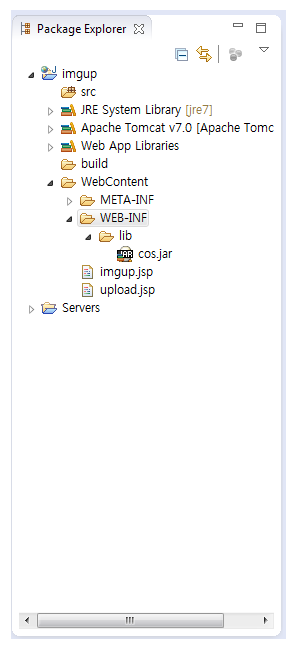 Package Explorer
imgup
src
JRE System Library [jre7]
Apache Tomcat v7.0 [Apache Tomc
Web App Libraries
build
WebContent
META-INF
WEB-INF
lib
cos.jar
imgup.jsp
upload.jsp
Servers